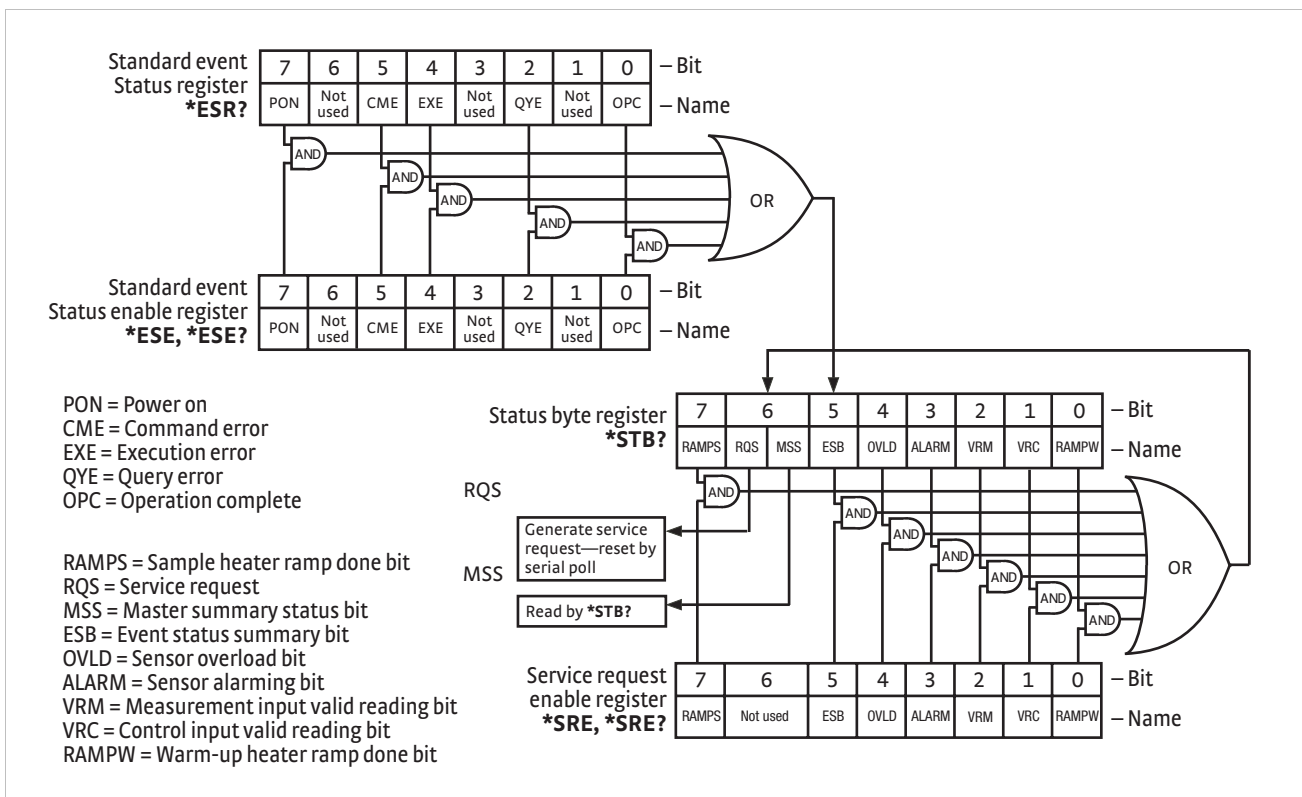 Standard event
Status register
*ESR?
7 6 5 4 3 2 1 0 – Bit
PON Not used CME EXE Not used QYE Not used OPC – Name
AND
AND
AND
AND
AND
OR
Standard event
Status enable register
*ESE, *ESE?
7 6 5 4 3 2 1 0 – Bit
PON Not used CME EXE Not used QYE Not used OPC – Name
PON = Power on
CME = Command error
EXE = Execution error
QYE = Query error
OPC = Operation complete
Status byte register
*STB?
7 6 5 4 3 2 1 0 – Bit
RAMPS RQS MSS ESB OVLD ALARM VRM VRC RAMPW – Name
AND
AND
AND
AND
AND
AND
AND
OR
RQS
Generate service
request—reset by
serial poll
MSS
Read by *STB?
RAMPS = Sample heater ramp done bit
RQS = Service request
MSS = Master summary status bit
ESB = Event status summary bit
OVLD = Sensor overload bit
ALARM = Sensor alarming bit
VRM = Measurement input valid reading bit
VRC = Control input valid reading bit
RAMPW = Warm-up heater ramp done bit
Service request
enable register
*SRE, *SRE?
7 6 5 4 3 2 1 0 – Bit
RAMPS Not used ESB OVLD ALARM VRM VRC RAMPW – Name